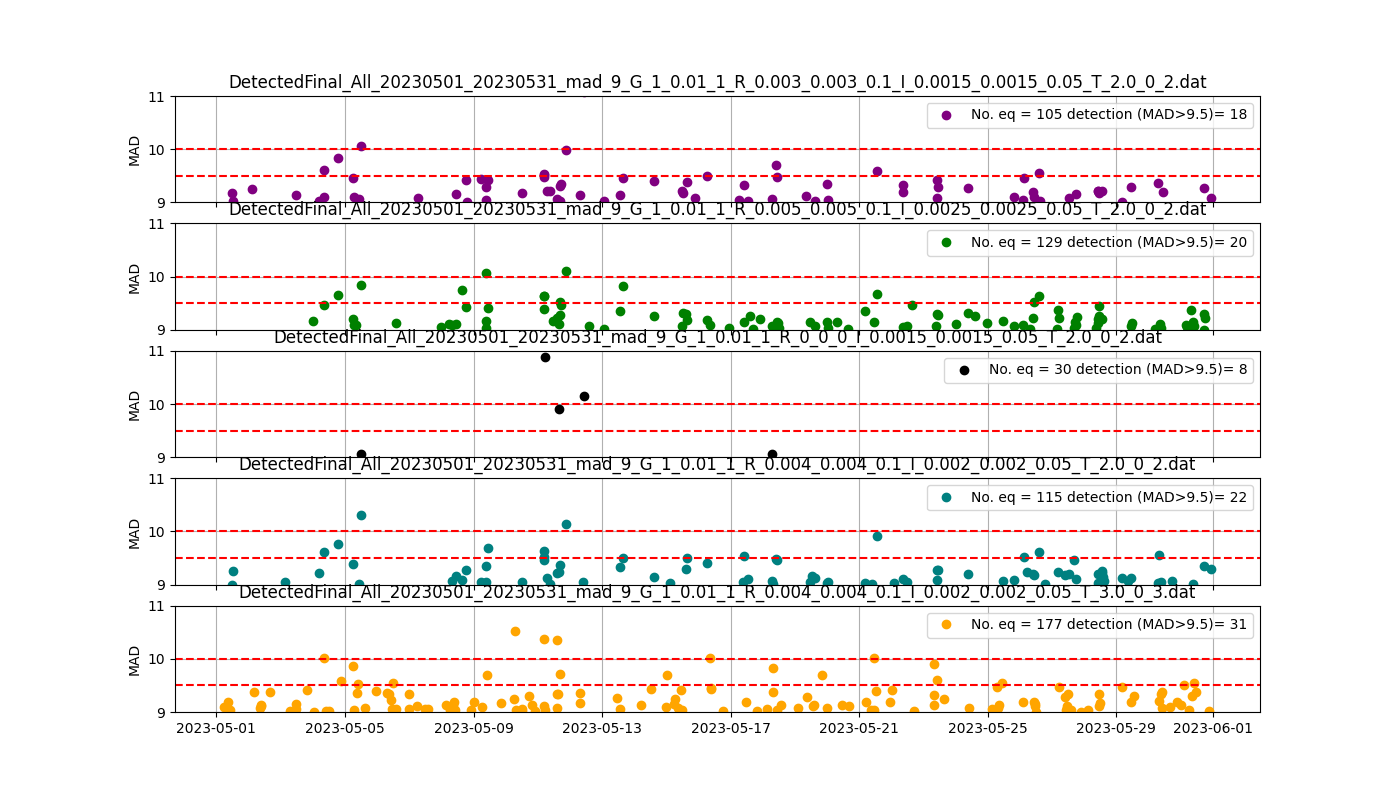 DetectedFinal_All_20230501_20230531_mad_9_G_1_0.01_1_R_0.003_0.003_0.1_I_0.0015_0.0015_0.05_T_2.0_0_2.dat
11
No. eq = 105 detection (MAD>9.5)= 18
10
MAD
9
DetectedFinal_All_20230501_20230531_mad_9_G_1_0.01_1_R_0.005_0.005_0.1_I_0.0025_0.0025_0.05_T_2.0_0_2.dat
11
No. eq = 129 detection (MAD>9.5)= 20
10
MAD
9
DetectedFinal_All_20230501_20230531_mad_9_G_1_0.01_1_R_0_0_0_I_0.0015_0.0015_0.05_T_2.0_0_2.dat
11
No. eq = 30 detection (MAD>9.5)= 8
10
MAD
9
DetectedFinal_All_20230501_20230531_mad_9_G_1_0.01_1_R_0.004_0.004_0.1_I_0.002_0.002_0.05_T_2.0_0_2.dat
11
No. eq = 115 detection (MAD>9.5)= 22
10
MAD
9
DetectedFinal_All_20230501_20230531_mad_9_G_1_0.01_1_R_0.004_0.004_0.1_I_0.002_0.002_0.05_T_3.0_0_3.dat
11
No. eq = 177 detection (MAD>9.5)= 31
10
MAD
9
2023-05-01 2023-05-05 2023-05-09 2023-05-13 2023-05-17 2023-05-21 2023-05-25 2023-05-29 2023-06-01